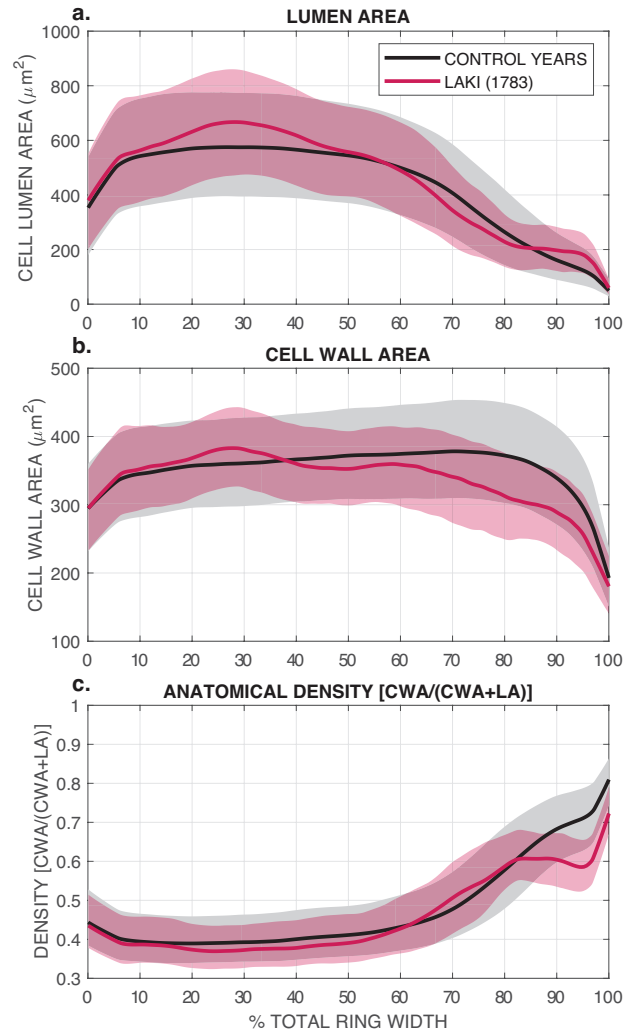 a. LUMEN AREA
CELL LUMEN AREA (μm²)
1000
800
600
400
200
0
CONTROL YEARS
LAKI (1783)
0 10 20 30 40 50 60 70 80 90 100
b. CELL WALL AREA
CELL WALL AREA (μm²)
500
400
300
200
100
0 10 20 30 40 50 60 70 80 90 100
c. ANATOMICAL DENSITY [CWA/(CWA+LA)]
DENSITY [CWA/(CWA+LA)]
1
0.9
0.8
0.7
0.6
0.5
0.4
0.3
0 10 20 30 40 50 60 70 80 90 100
% TOTAL RING WIDTH